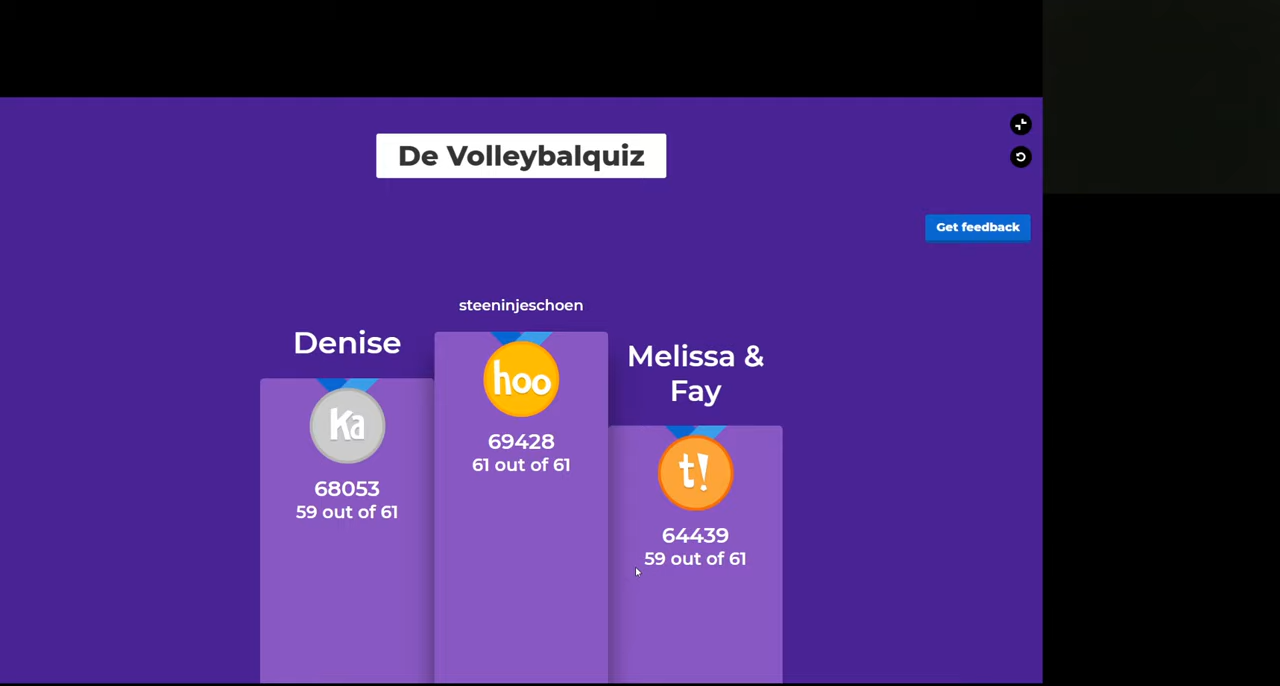 De Volleybalquiz
Get feedback
steeninjeschoen
Denise
Melissa &
Fay
hoo
Ka
69428
61 out of 61
t!
68053
59 out of 61
64439
59 out of 61